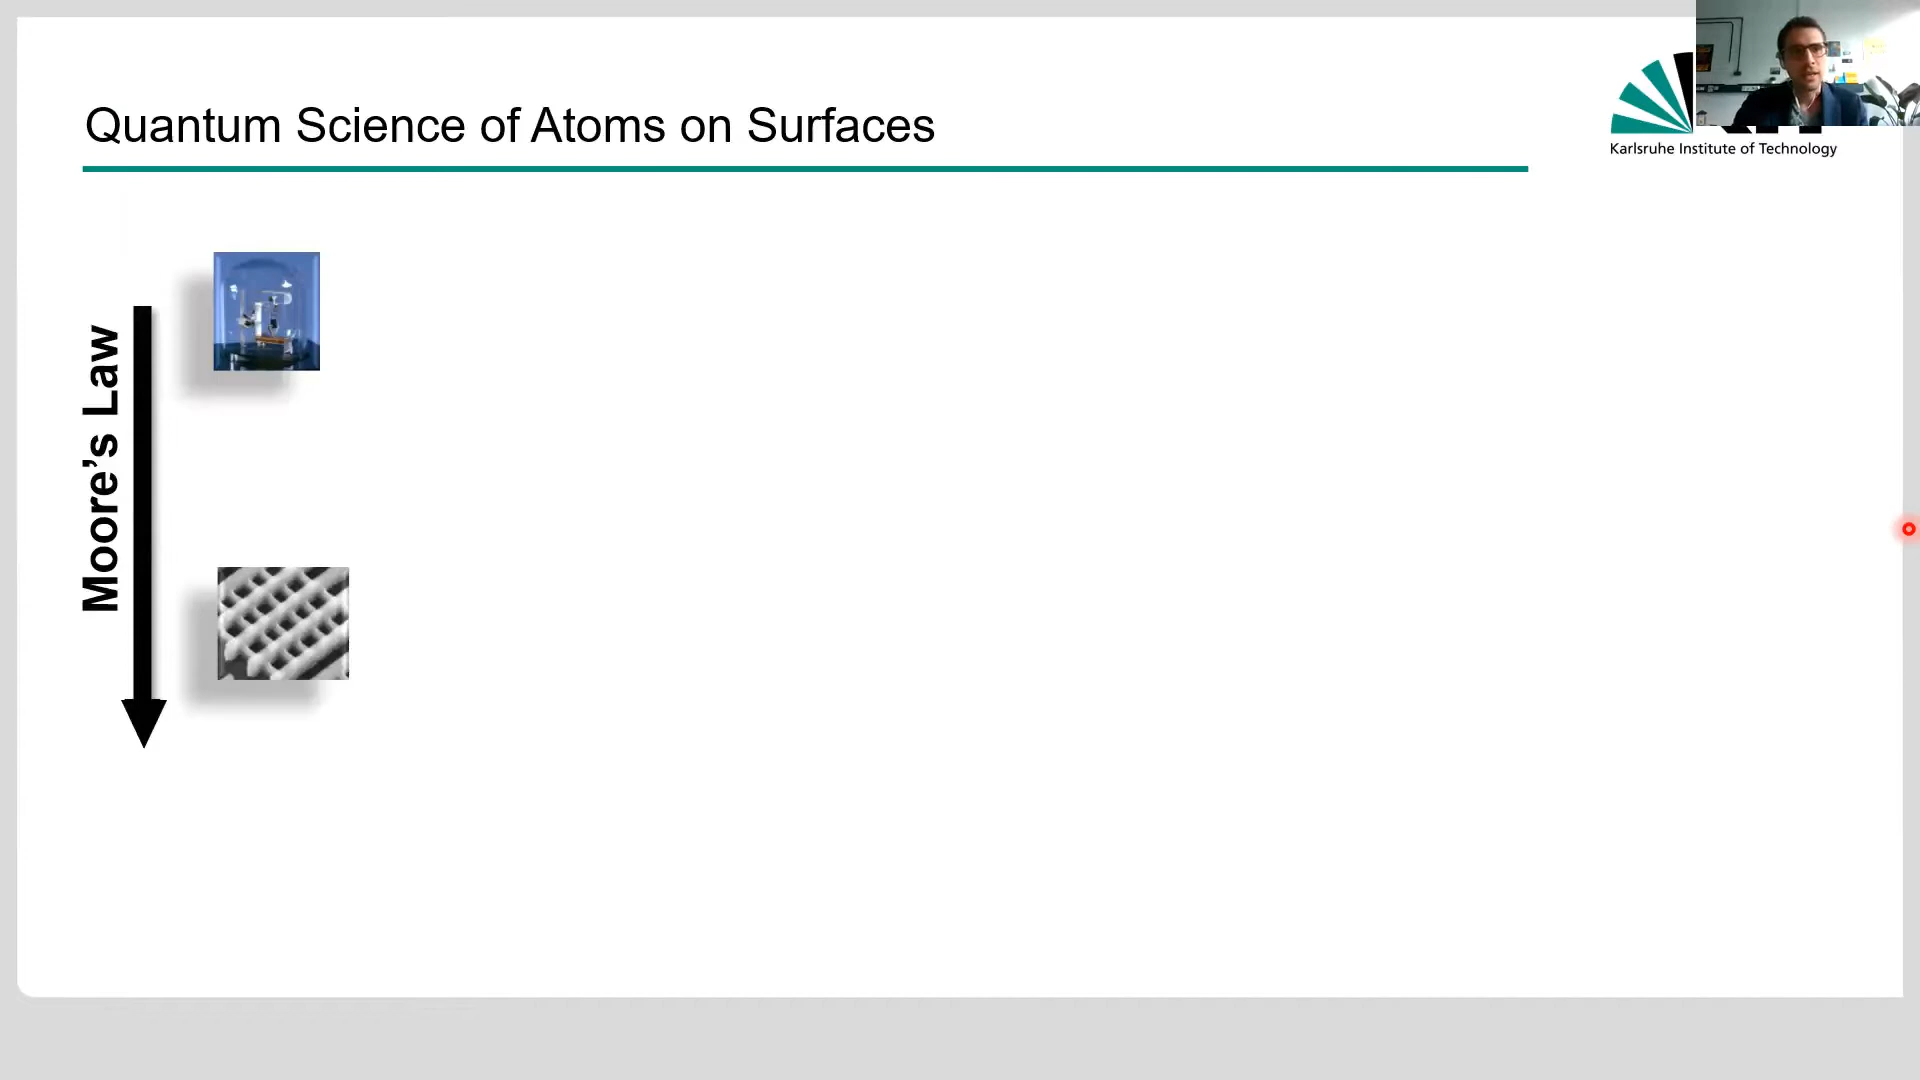 Quantum Science of Atoms on Surfaces
Karlsruhe Institute of Technology
Moore's Law